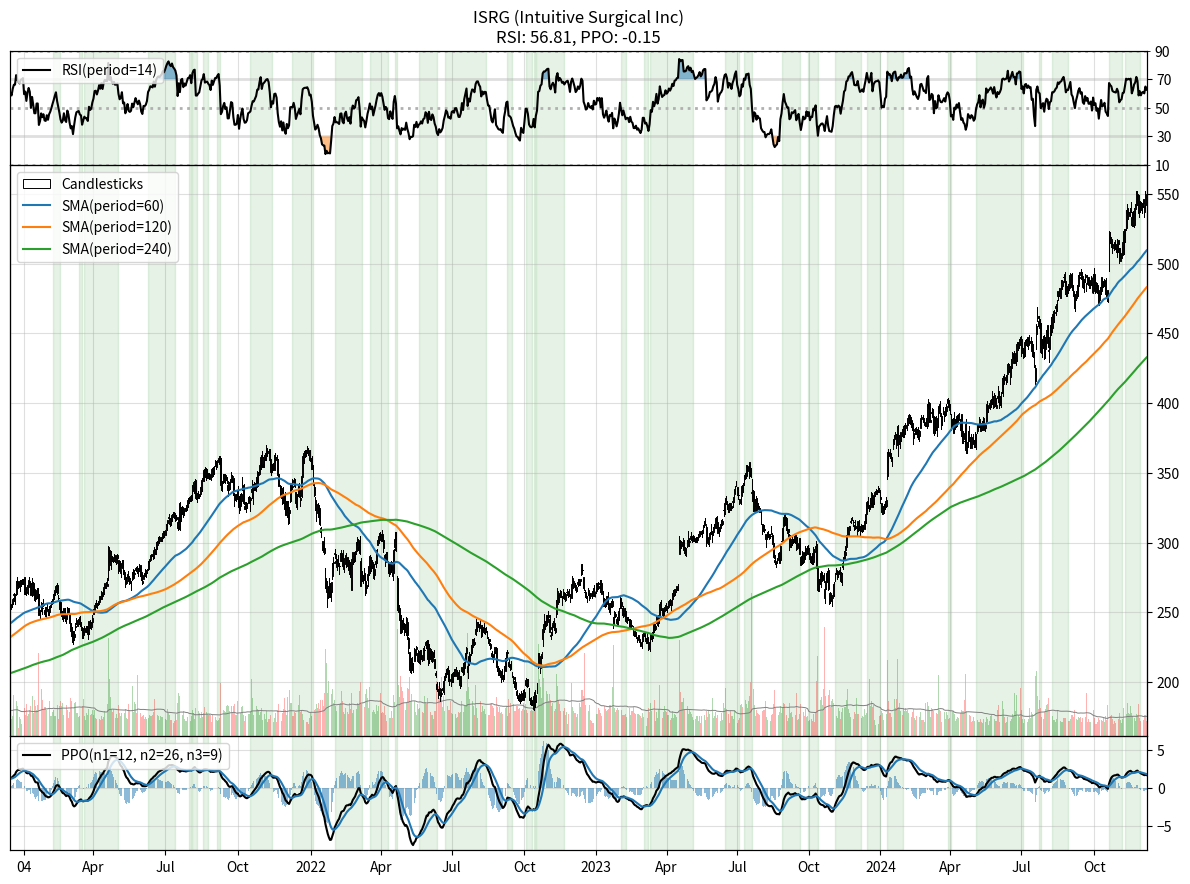 ISRG (Intuitive Surgical Inc)
RSI: 56.81, PPO: -0.15
RSI(period=14)
90
70
50
30
10
Candlesticks
SMA(period=60)
SMA(period=120)
SMA(period=240)
550
500
450
400
350
300
250
200
PPO(n1=12, n2=26, n3=9)
5
0
−5
04 Apr Jul Oct 2022 Apr Jul Oct 2023 Apr Jul Oct 2024 Apr Jul Oct